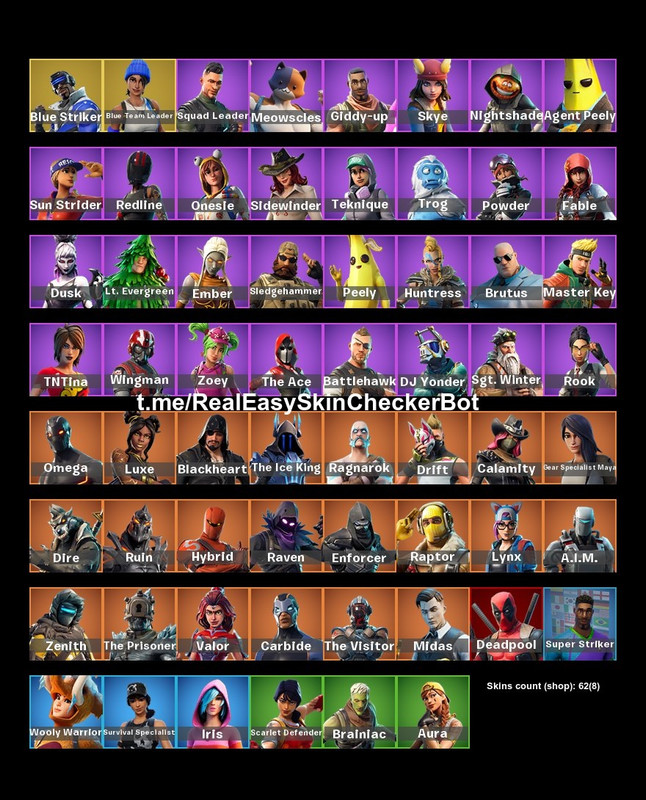 Blue Striker Blue Team Leader Squad Leader Meowscles Giddy-up Skye Nightshade Agent Peely
REY
Sun Strider Redline Onesie Sidewinder Teknique Trog Powder Fable
Dusk Lt. Evergreen Ember Sledgehammer Peely Huntress Brutus Master Key
TNTina Wingman Zoey The Ace Battlehawk DJ Yonder Sgt. Winter Rook
t.me/RealEasySkinCheckerBot
Omega Luxe Blackheart The Ice King Ragnarok Drift Calamity Gear Specialist Maya
Dire Ruin Hybrid Raven Enforcer Raptor Lynx A.I.M.
Zenith The Prisoner Valor Carbide The Visitor Midas Deadpool Super Striker
Wooly Warrior Survival Specialist Iris Scarlet Defender Brainiac Aura
Skins count (shop): 62(8)